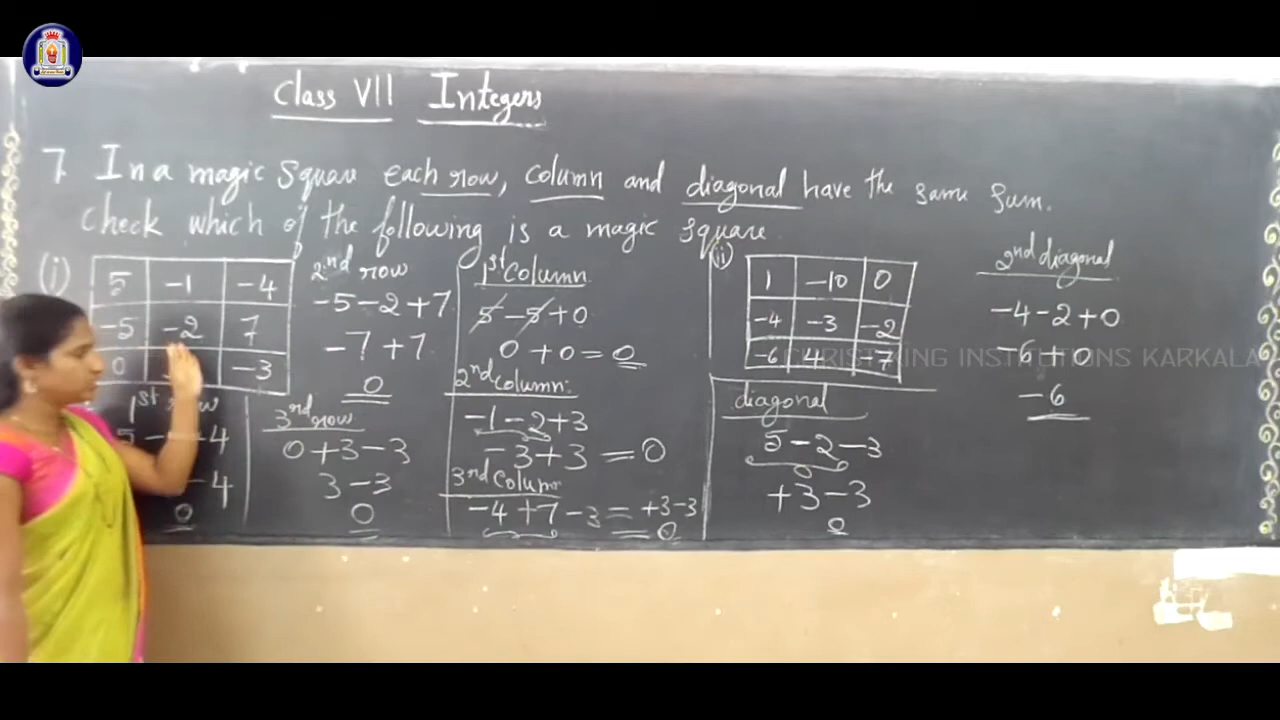 Class VII Integers
7. In a magic square each row, column and diagonal have the same sum.
check which of the following is a magic square
(i)
5 -1 -4
-5 -2 7
0 -3
1st row
-4
0
2nd row
-5-2+7
-7+7
0
3rd row
0+3-3
3-3
0
1st Column
5-5+0
0+0=0
2nd column:
-1-2+3
-3+3=0
3rd Column
-4+7-3=+3-3
0
(ii)
1 -10 0
-4 -3 -2
-6 4 -7
diagonal
5-2-3
+3-3
0
2nd diagonal
-4-2+0
-6+0
-6
CHRIST KING INSTITUTIONS KARKALA